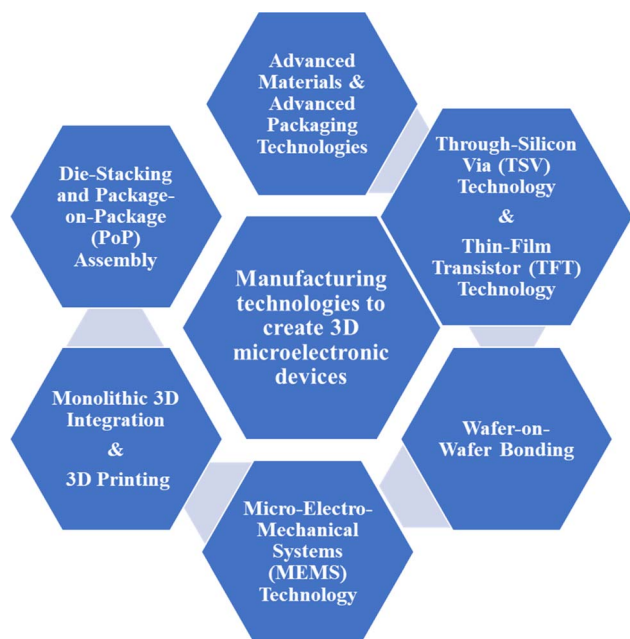 Advanced
Materials &
Advanced
Packaging
Technologies
Through-Silicon
Via (TSV)
Technology
&
Thin-Film
Transistor (TFT)
Technology
Die-Stacking
and Package-
on-Package
(PoP)
Assembly
Manufacturing
technologies to
create 3D
microelectronic
devices
Monolithic 3D
Integration
&
3D Printing
Wafer-on-
Wafer Bonding
Micro-Electro-
Mechanical
Systems
(MEMS)
Technology